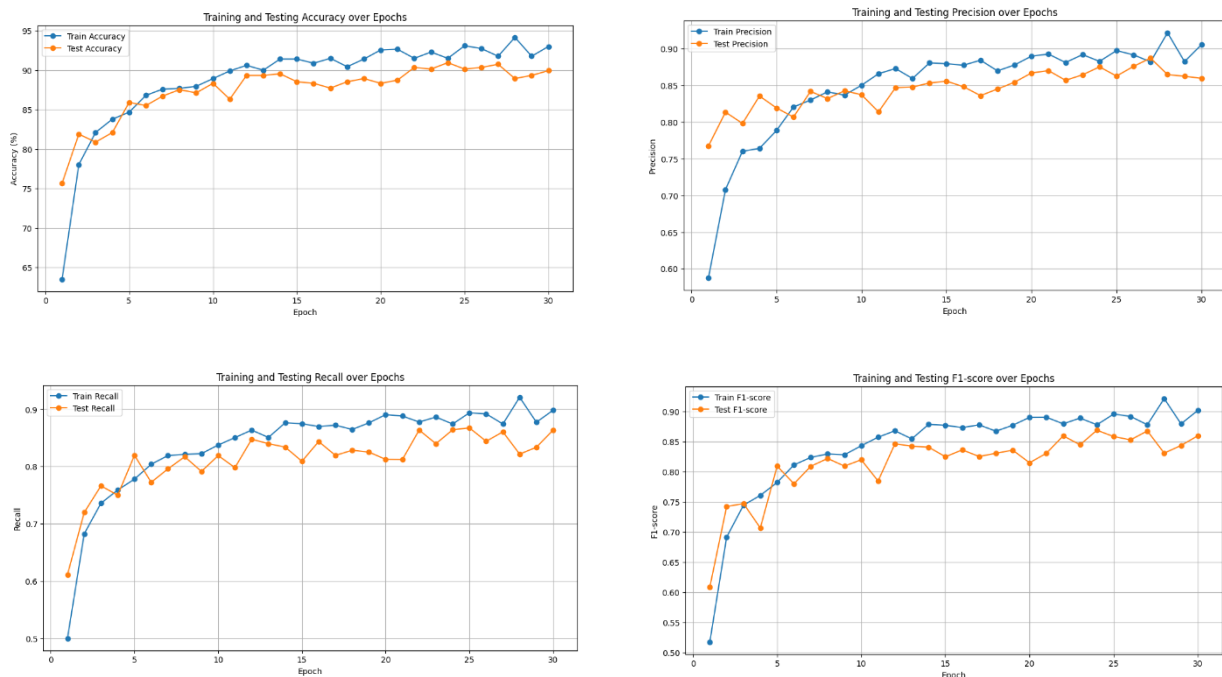 Training and Testing Accuracy over Epochs
Train Accuracy
Test Accuracy
95
90
85
80
75
70
65
Accuracy (%)
0 5 10 15 20 25 30
Epoch
Training and Testing Precision over Epochs
Train Precision
Test Precision
0.90
0.85
0.80
0.75
0.70
0.65
0.60
Precision
0 5 10 15 20 25 30
Epoch
Training and Testing Recall over Epochs
Train Recall
Test Recall
0.9
0.8
0.7
0.6
0.5
Recall
0 5 10 15 20 25 30
Epoch
Training and Testing F1-score over Epochs
Train F1-score
Test F1-score
0.90
0.85
0.80
0.75
0.70
0.65
0.60
0.55
0.50
F1-score
0 5 10 15 20 25 30
Epoch